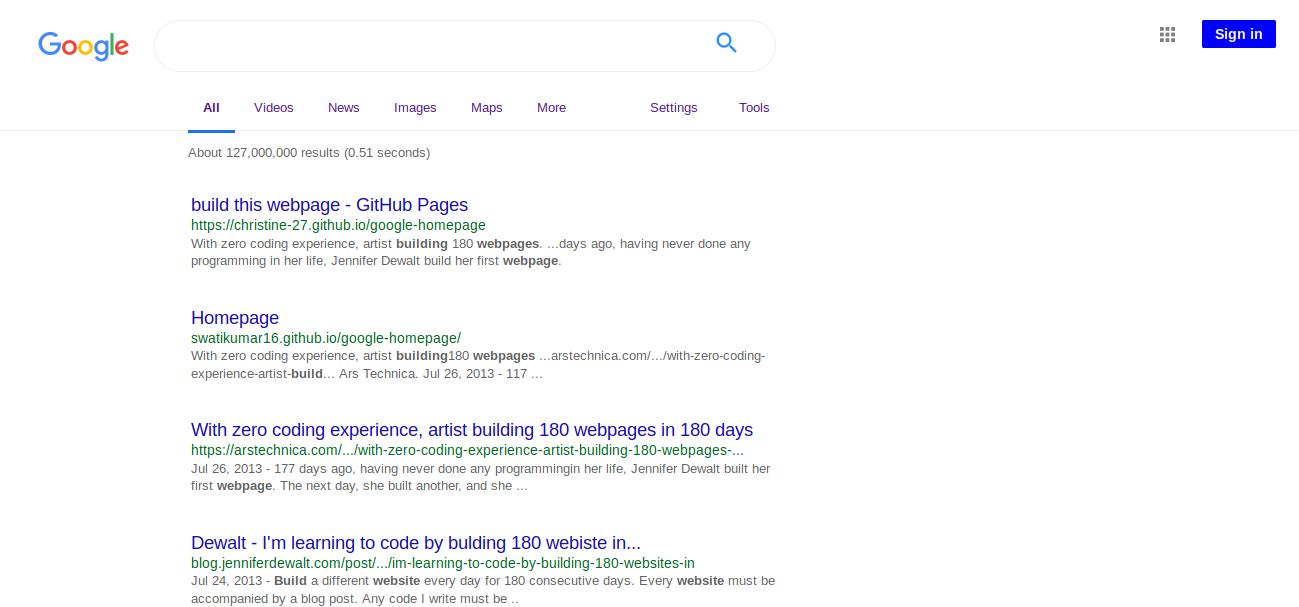 Google
Sign in
All Videos News Images Maps More Settings Tools
About 127,000,000 results (0.51 seconds)
build this webpage - GitHub Pages
https://christine-27.github.io/google-homepage
With zero coding experience, artist building 180 webpages. ...days ago, having never done any
programming in her life, Jennifer Dewalt build her first webpage.
Homepage
swatikumar16.github.io/google-homepage/
With zero coding experience, artist building180 webpages ...arstechnica.com/.../with-zero-coding-
experience-artist-build... Ars Technica. Jul 26, 2013 - 117 ...
With zero coding experience, artist building 180 webpages in 180 days
https://arstechnica.com/.../with-zero-coding-experience-artist-building-180-webpages-...
Jul 26, 2013 - 177 days ago, having never done any programmingin her life, Jennifer Dewalt built her
first webpage. The next day, she built another, and she ...
Dewalt - I'm learning to code by bulding 180 webiste in...
blog.jenniferdewalt.com/post/.../im-learning-to-code-by-building-180-websites-in
Jul 24, 2013 - Build a different website every day for 180 consecutive days. Every website must be
accompanied by a blog post. Any code I write must be ..